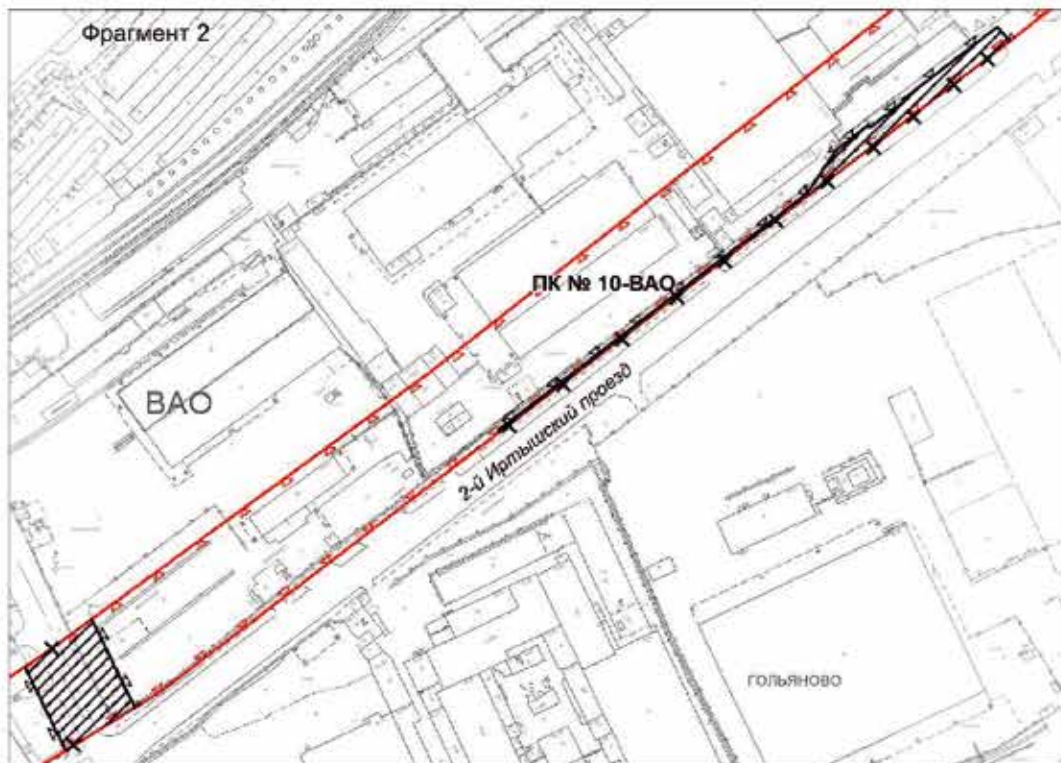 Фрагмент 2
ПК № 10-ВАО
ВАО
2-й Иртышский проезд
ГОЛЬЯНОВО